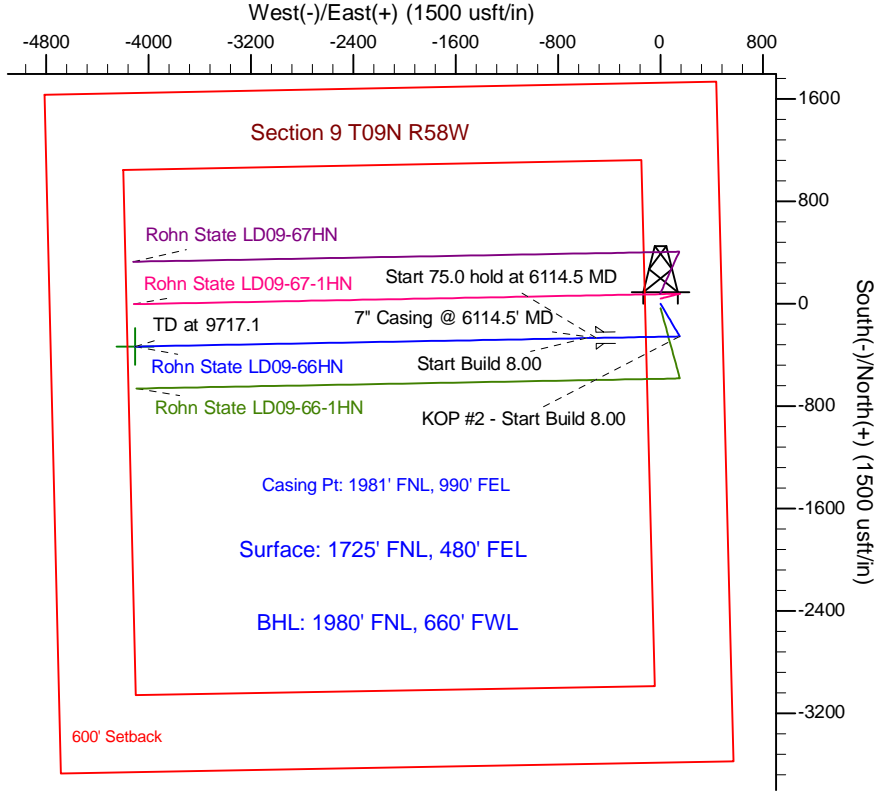 West(-)/East(+) (1500 usft/in)
-4800 -4000 -3200 -2400 -1600 -800 0 800
1600
Section 9 T09N R58W
800
Rohn State LD09-67HN
Rohn State LD09-67-1HN
Start 75.0 hold at 6114.5 MD
0
TD at 9717.1
7" Casing @ 6114.5' MD
Rohn State LD09-66HN
Start Build 8.00
Rohn State LD09-66-1HN
KOP #2 - Start Build 8.00
-800
South(-)/North(+) (1500 usft/in)
Casing Pt: 1981' FNL, 990' FEL
-1600
Surface: 1725' FNL, 480' FEL
-2400
BHL: 1980' FNL, 660' FWL
-3200
600' Setback